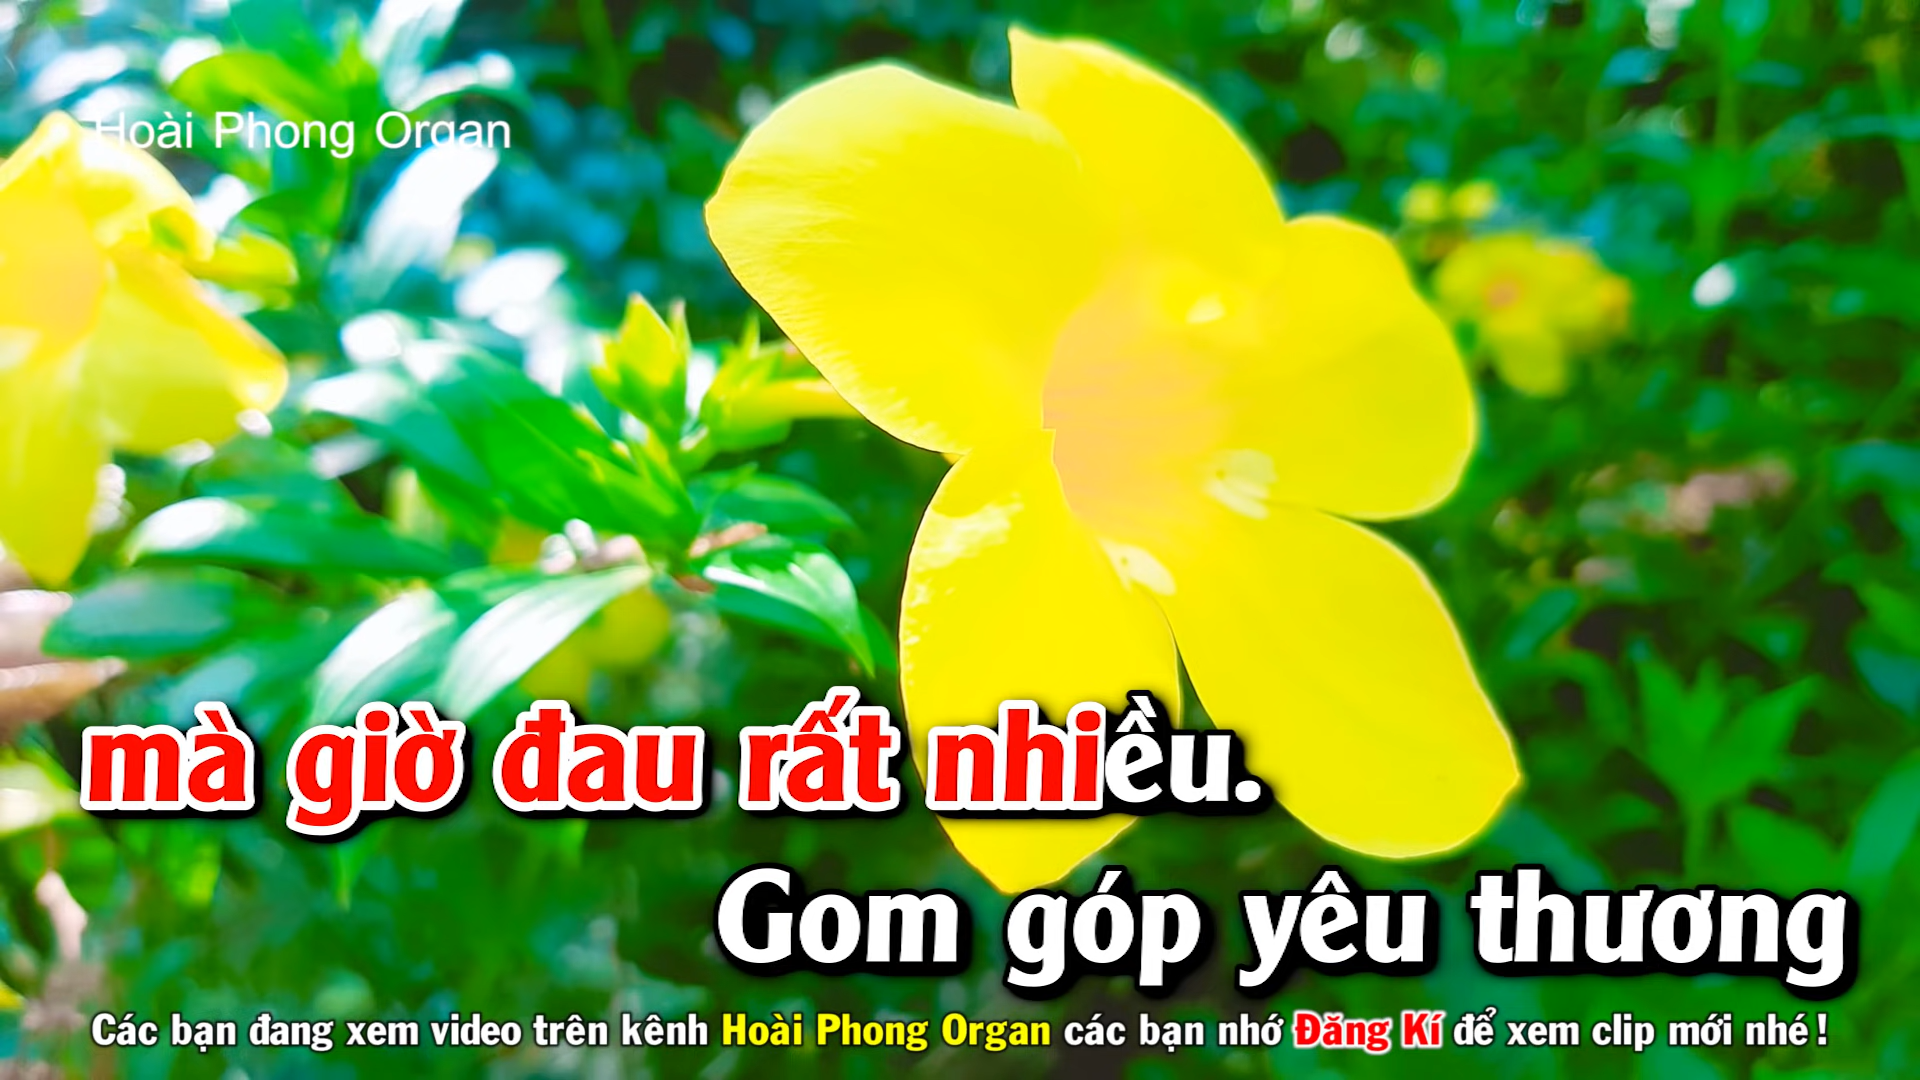 Hoài Phong Organ
mà giờ đau rất nhiều.
Gom góp yêu thương
Các bạn đang xem video trên kênh Hoài Phong Organ các bạn nhớ Đăng Kí để xem clip mới nhé !